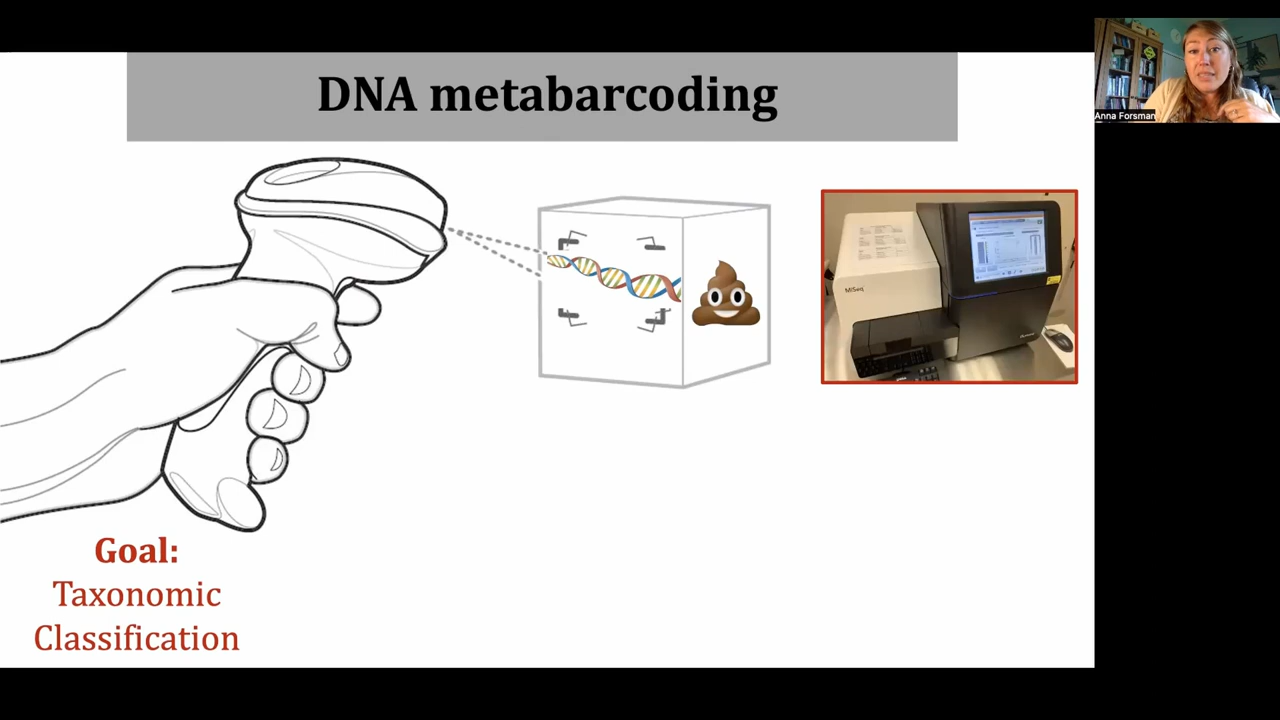 DNA metabarcoding
Anna Forsman
MiSeq
Goal:
Taxonomic
Classification